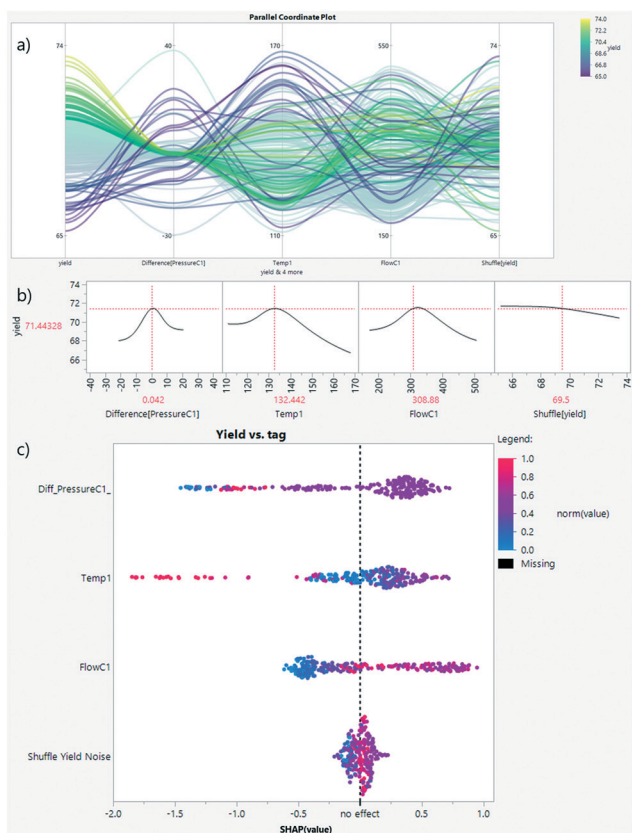 Parallel Coordinate Plot
a)
74 40 170 550 74
65 -30 110 150 65
yield Difference[PressureC1] Temp1 FlowC1 Shuffle[yield]
yield & 4 more
74.0
72.2
70.4
68.6
66.8
65.0
yield
b)
74
72
70
68
66
yield
71.44328
-40 -30 -20 -10 0 10 20 30 40
110 120 130 140 150 160 170
200 300 400 500
66 68 70 72 74
0.042 132.442 308.88 69.5
Difference[PressureC1] Temp1 FlowC1 Shuffle[yield]
c)
Yield vs. tag
Diff_PressureC1_
Temp1
FlowC1
Shuffle Yield Noise
-2.0 -1.5 -1.0 -0.5 no effect 0.5 1.0
SHAP(value)
Legend:
1.0
0.8
0.6
0.4
0.2
0.0
norm(value)
Missing